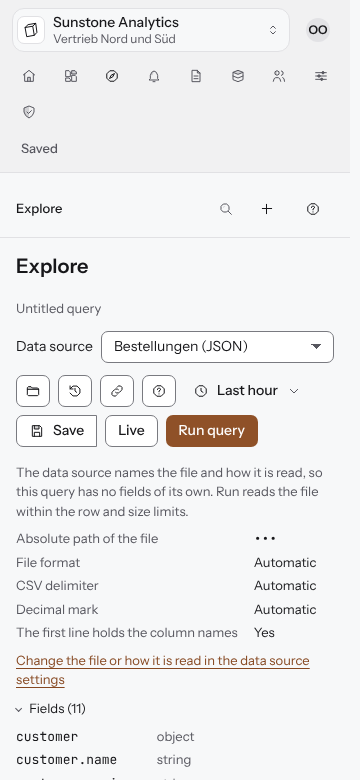 Sunstone Analytics
Vertrieb Nord und Süd
OO
Saved
Explore
Explore
Untitled query
Data source
Bestellungen (JSON)
Last hour
Save
Live
Run query
The data source names the file and how it is read, so
this query has no fields of its own. Run reads the file
within the row and size limits.
Absolute path of the file •••
File format Automatic
CSV delimiter Automatic
Decimal mark Automatic
The first line holds the column names Yes
Change the file or how it is read in the data source
settings
Fields (11)
customer object
customer.name string